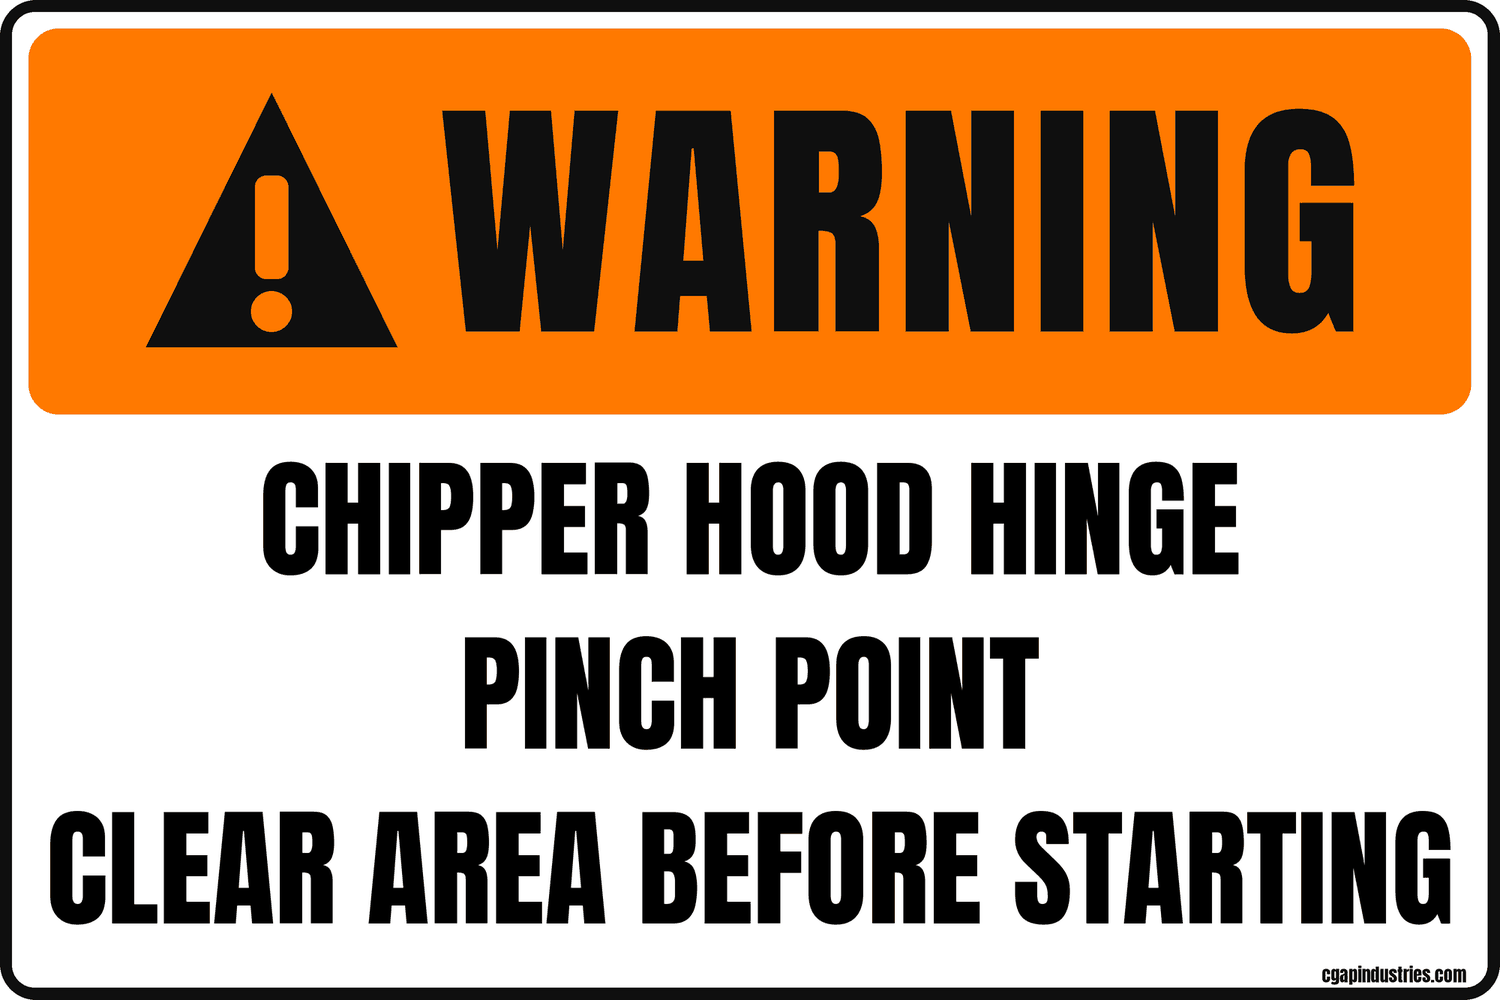 WARNING
CHIPPER HOOD HINGE
PINCH POINT
CLEAR AREA BEFORE STARTING
cgapindustries.com